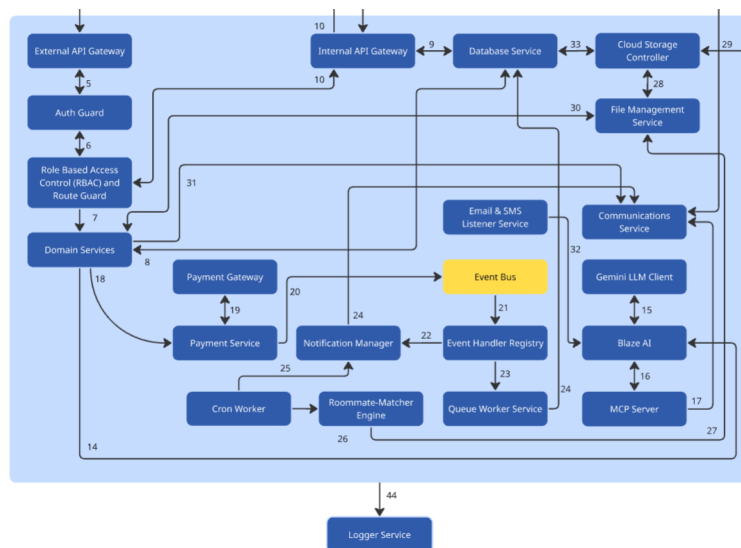 10
29
External API Gateway
Internal API Gateway
9
Database Service
33
Cloud Storage
Controller
5
10
28
Auth Guard
30
File Management
Service
6
Role Based Access
Control (RBAC) and
Route Guard
31
7
Email & SMS
Listener Service
Communications
Service
Domain Services
8
32
18
Payment Gateway
20
Event Bus
Gemini LLM Client
19
24
21
15
Payment Service
Notification Manager
22
Event Handler Registry
Blaze AI
25
23
24
16
Cron Worker
Roommate-Matcher
Engine
Queue Worker Service
MCP Server
17
14
26
27
44
Logger Service